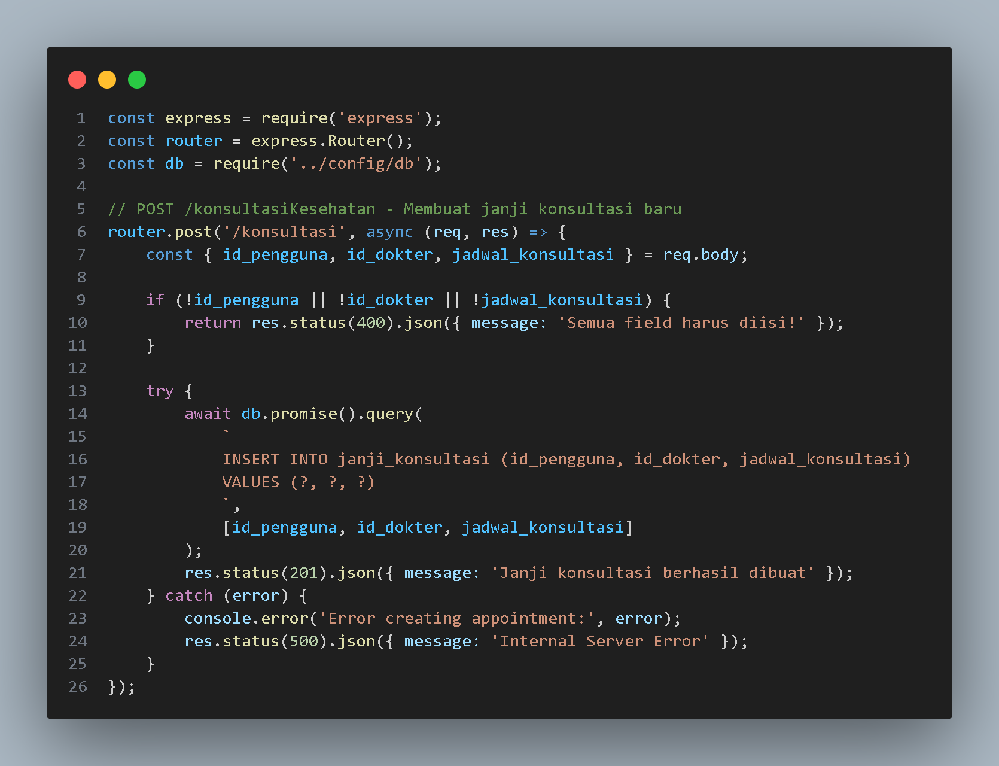 1 const express = require('express');
2 const router = express.Router();
3 const db = require('../config/db');
4
5 // POST /konsultasiKesehatan - Membuat janji konsultasi baru
6 router.post('/konsultasi', async (req, res) => {
7     const { id_pengguna, id_dokter, jadwal_konsultasi } = req.body;
8
9     if (!id_pengguna || !id_dokter || !jadwal_konsultasi) {
10         return res.status(400).json({ message: 'Semua field harus diisi!' });
11     }
12
13     try {
14         await db.promise().query(
15             `
16             INSERT INTO janji_konsultasi (id_pengguna, id_dokter, jadwal_konsultasi)
17             VALUES (?, ?, ?)
18             `,
19             [id_pengguna, id_dokter, jadwal_konsultasi]
20         );
21         res.status(201).json({ message: 'Janji konsultasi berhasil dibuat' });
22     } catch (error) {
23         console.error('Error creating appointment:', error);
24         res.status(500).json({ message: 'Internal Server Error' });
25     }
26 });